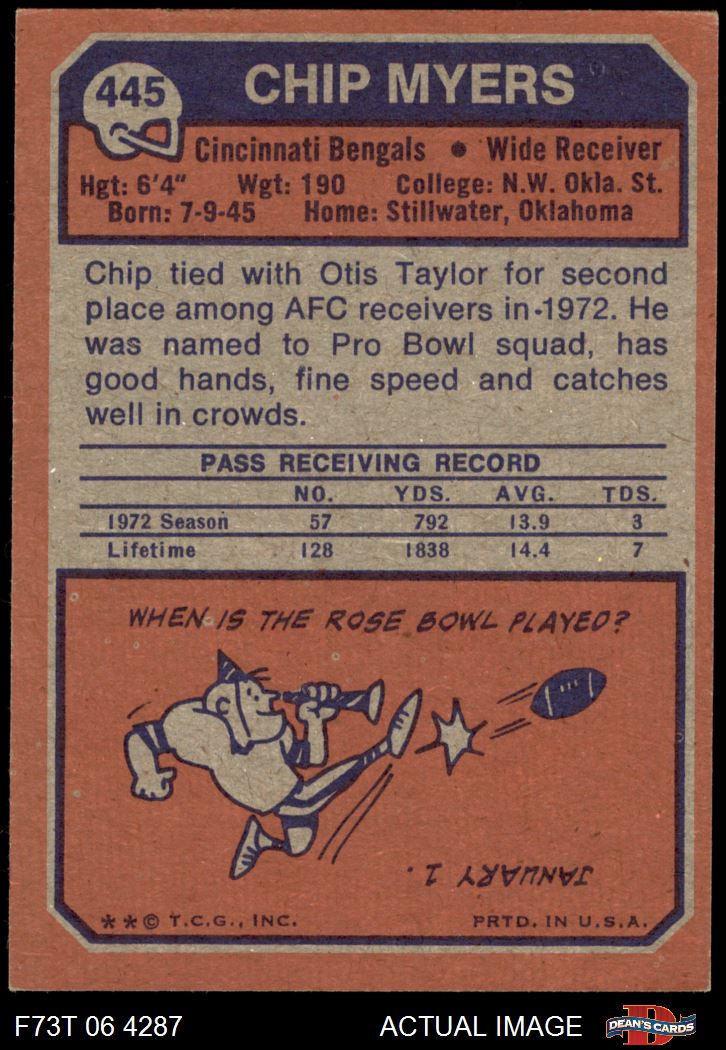 445
CHIP MYERS
Cincinnati Bengals • Wide Receiver
Hgt: 6'4" Wgt: 190 College: N.W. Okla. St.
Born: 7-9-45 Home: Stillwater, Oklahoma
Chip tied with Otis Taylor for second
place among AFC receivers in 1972. He
was named to Pro Bowl squad, has
good hands, fine speed and catches
well in crowds.
PASS RECEIVING RECORD
NO. YDS. AVG. TDS.
1972 Season 57 792 13.9 3
Lifetime 128 1838 14.4 7
WHEN IS THE ROSE BOWL PLAYED?
JANUARY 1.
**© T.C.G., INC. PRTD. IN U.S.A.
F73T 06 4287 ACTUAL IMAGE
D
DEAN'S CARDS